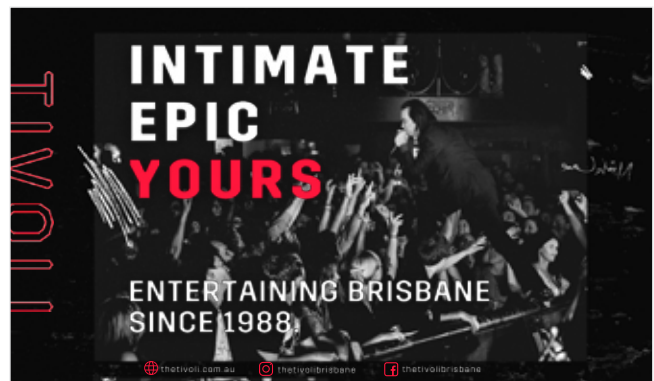 TIVOLI
INTIMATE
EPIC
YOURS
ENTERTAINING BRISBANE
SINCE 1988.
thetivoli.com.au
thetivolibrisbane
thetivolibrisbane